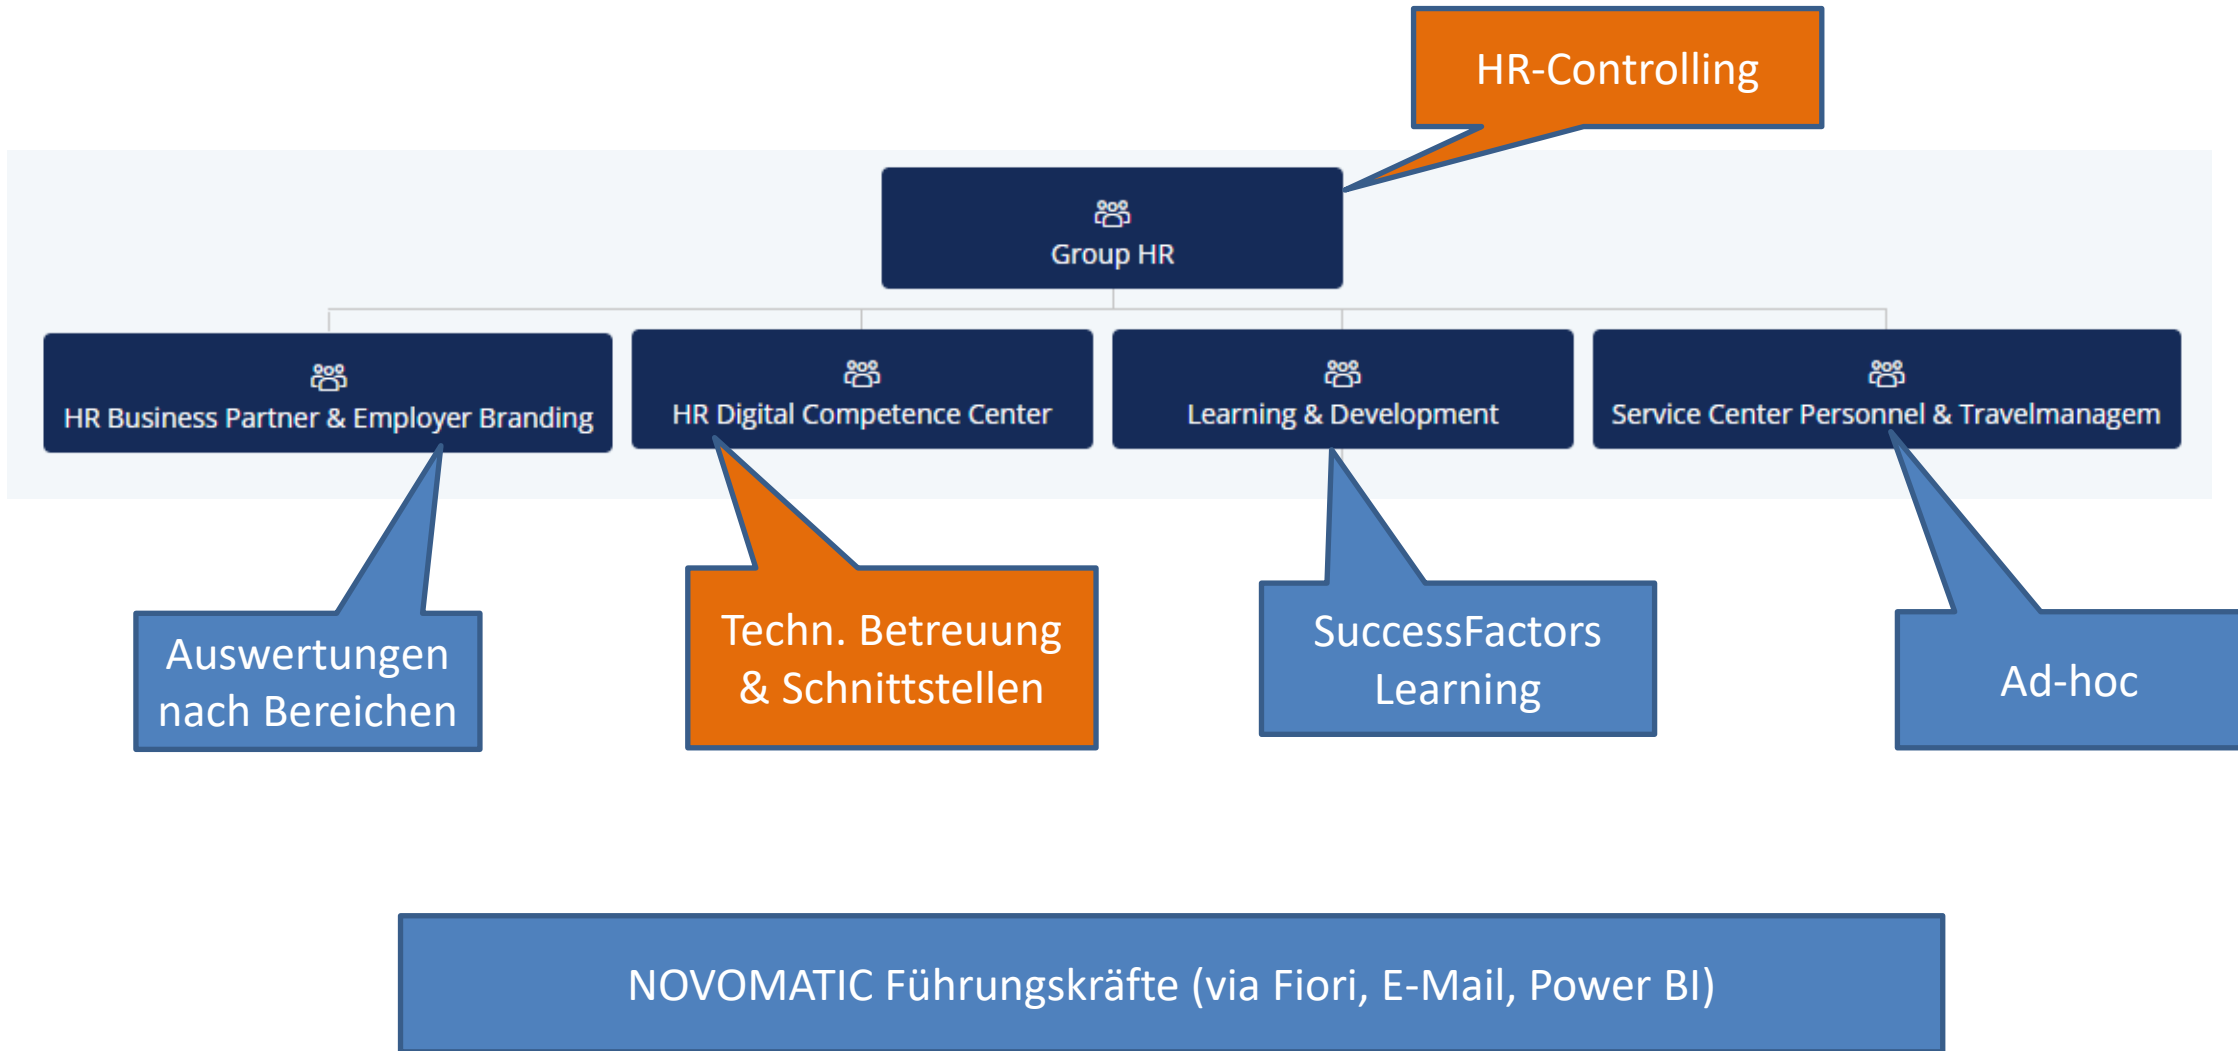 HR-Controlling
Group HR
HR Business Partner & Employer Branding
HR Digital Competence Center
Learning & Development
Service Center Personnel & Travelmanagem
Auswertungen
nach Bereichen
Techn. Betreuung
& Schnittstellen
SuccessFactors
Learning
Ad-hoc
NOVOMATIC Führungskräfte (via Fiori, E-Mail, Power BI)